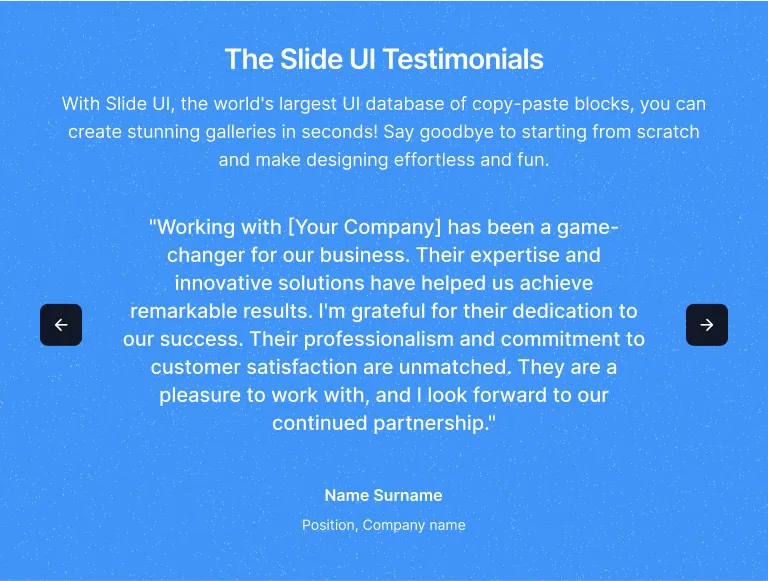 The Slide UI Testimonials
With Slide UI, the world's largest UI database of copy-paste blocks, you can
create stunning galleries in seconds! Say goodbye to starting from scratch
and make designing effortless and fun.
"Working with [Your Company] has been a game-
changer for our business. Their expertise and
innovative solutions have helped us achieve
remarkable results. I'm grateful for their dedication to
our success. Their professionalism and commitment to
customer satisfaction are unmatched. They are a
pleasure to work with, and I look forward to our
continued partnership."
Name Surname
Position, Company name